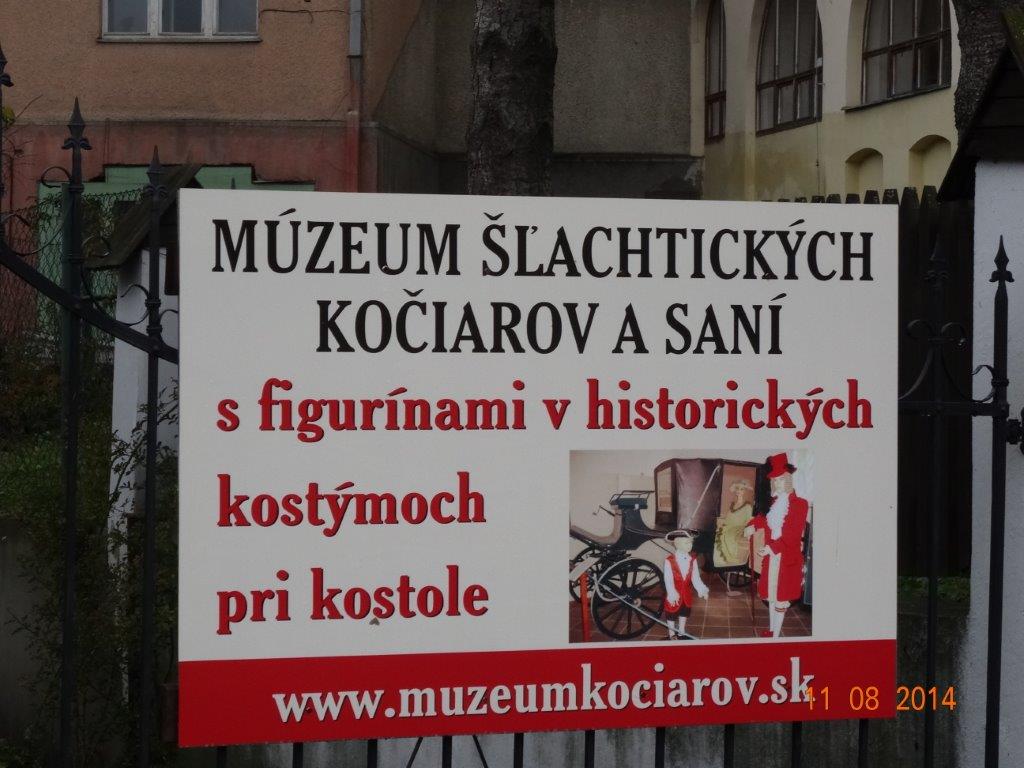 MÚZEUM ŠĽACHTICKÝCH
KOČIAROV A SANÍ
s figurínami v historických
kostýmoch
pri kostole
www.muzeumkociarov.sk
11 08 2014